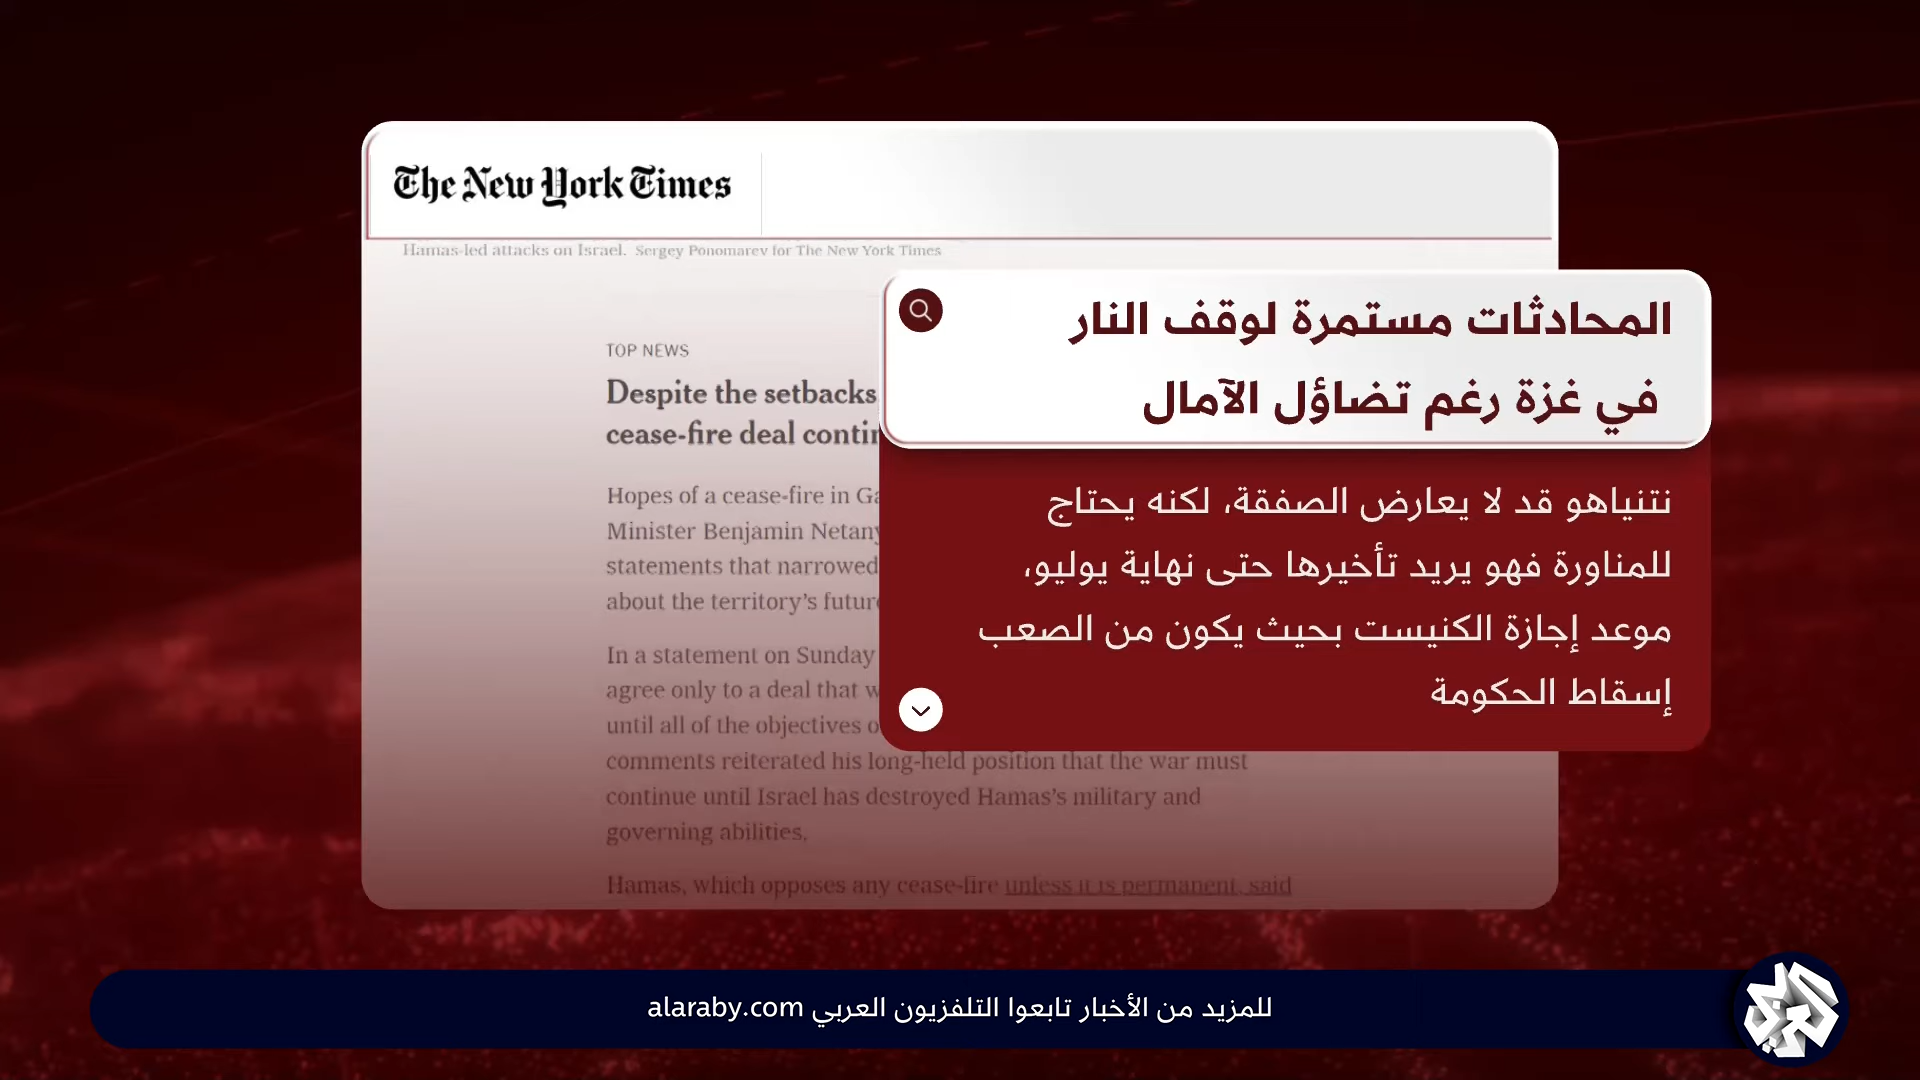 The New York Times
Hamas-led attacks on Israel. Sergey Ponomarev for The New York Times
المحادثات مستمرة لوقف النار
في غزة رغم تضاؤل الآمال
TOP NEWS
Despite the setbacks
cease-fire deal
Hopes of a cease-fire in
Minister Benjamin
statements that narrowed
about the territory's
In a statement on Sunday
agree only to a deal that
until all of the objectives
comments reiterated his long-held position that the war must
continue until Israel has destroyed Hamas's military and
governing abilities.
Hamas, which opposes any cease-fire unless it is permanent, said
نتنياهو قد لا يعارض الصفقة، لكنه يحتاج
للمناورة فهو يريد تأخيرها حتى نهاية يوليو،
موعد إجازة الكنيست بحيث يكون من الصعب
إسقاط الحكومة
للمزيد من الأخبار تابعوا التلفزيون العربي alaraby.com